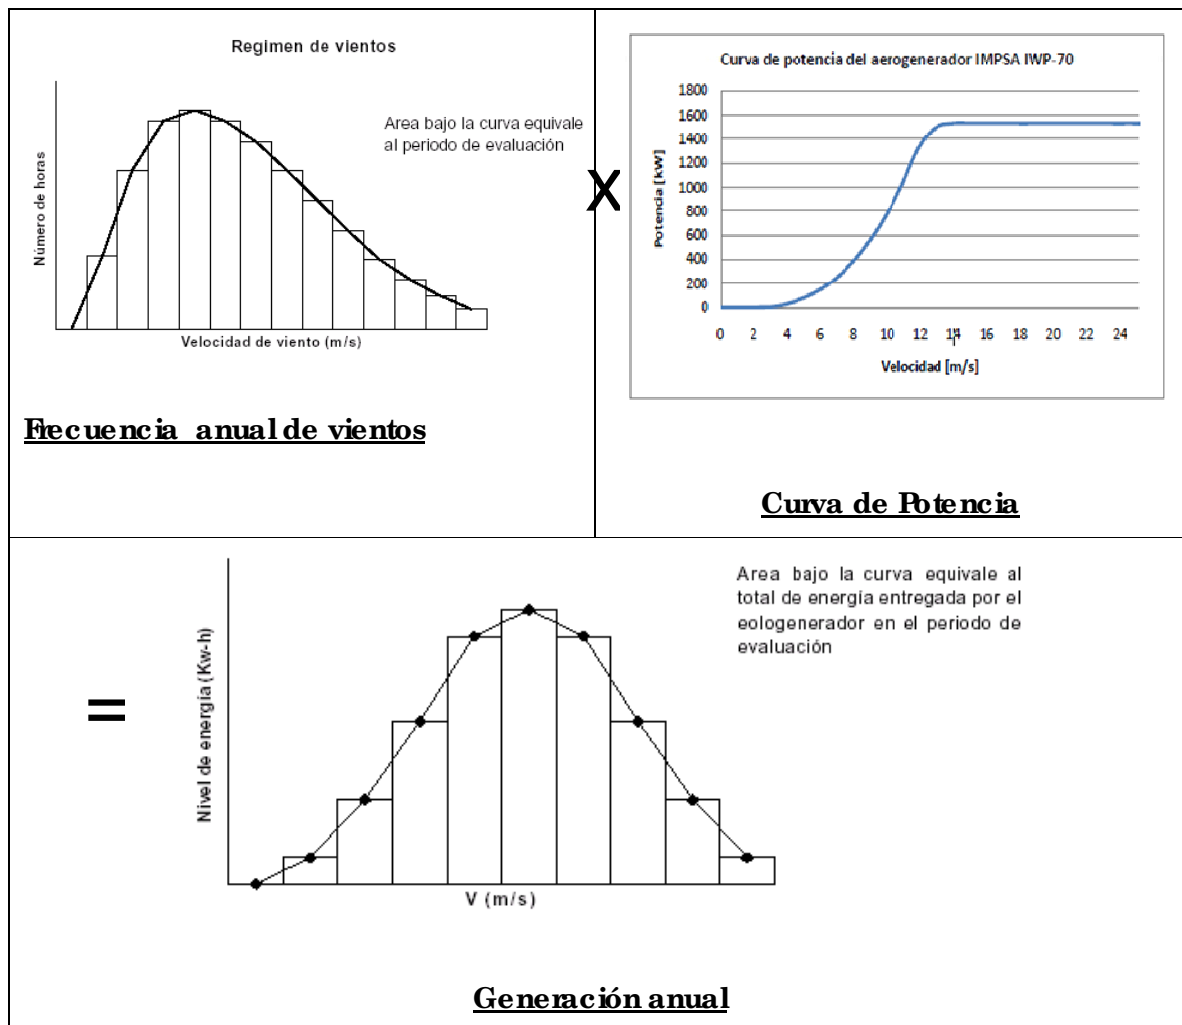 Regimen de vientos
Número de horas
Area bajo la curva equivale
al periodo de evaluación
Velocidad de viento (m/s)
Frecuencia anual de vientos
X
Curva de potencia del aerogenerador IMPSA IWP-70
Potencia [kW]
1800
1600
1400
1200
1000
800
600
400
200
0
0 2 4 6 8 10 12 14 16 18 20 22 24
Velocidad [m/s]
Curva de Potencia
=
Nivel de energía (Kw-h)
Area bajo la curva equivale al
total de energía entregada por el
eologenerador en el periodo de
evaluación
V (m/s)
Generación anual